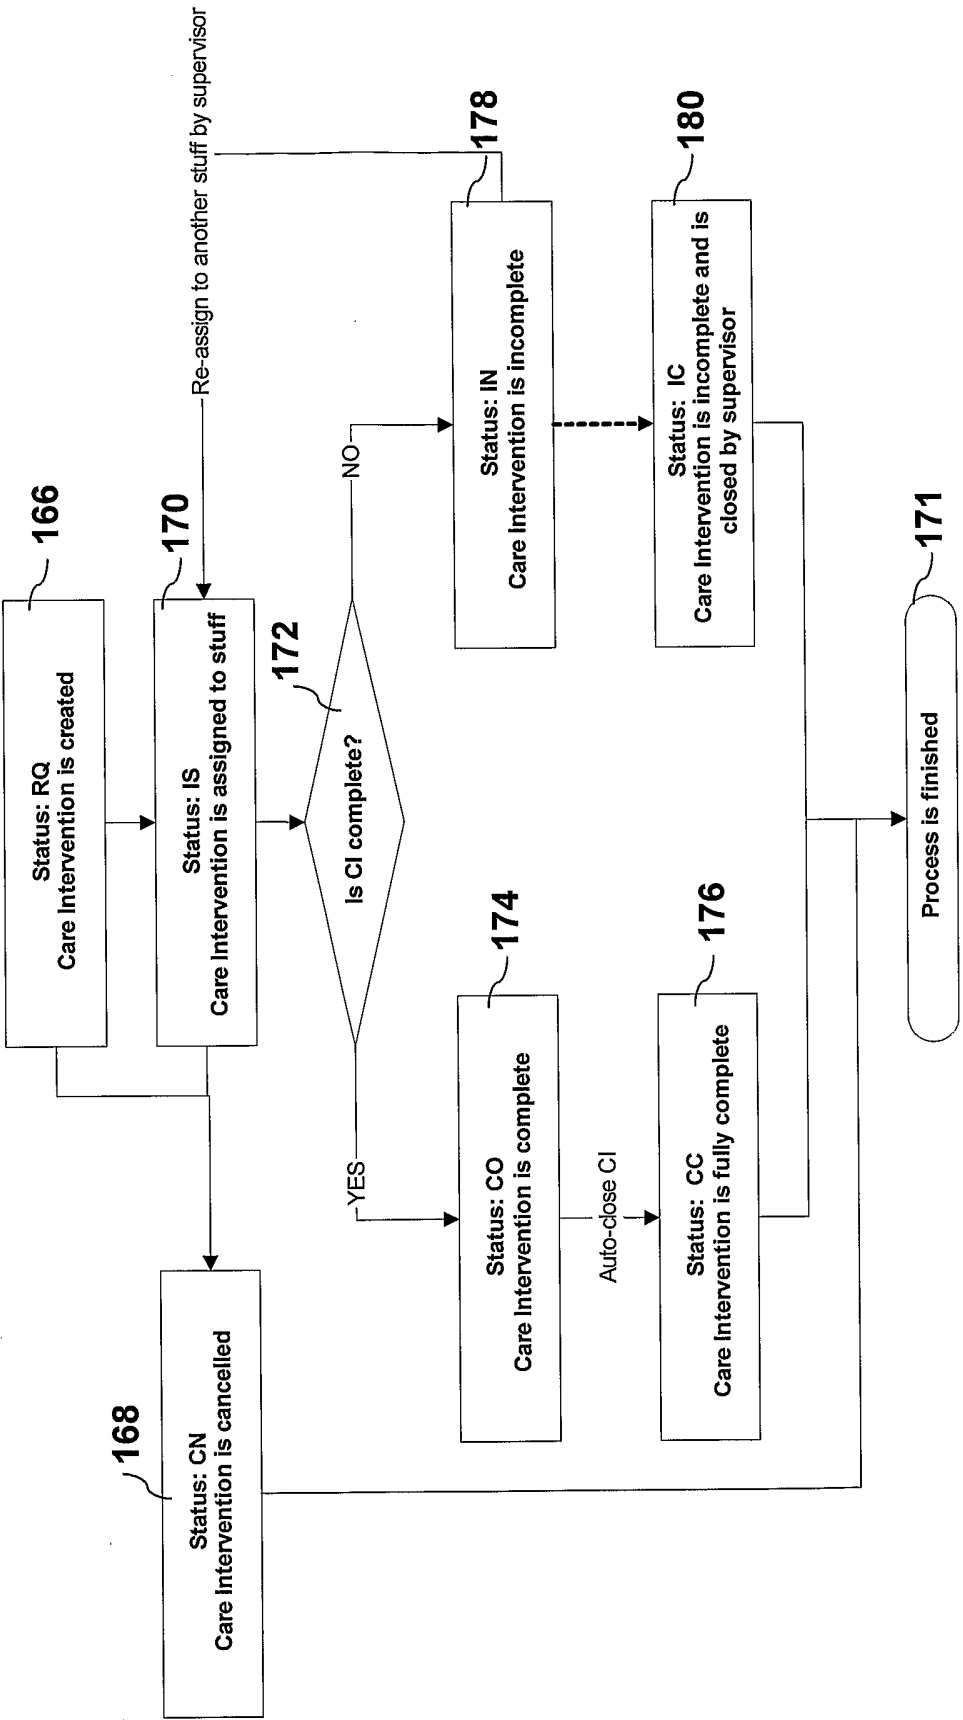 166
Status: RQ
Care Intervention is created
168
Status: CN
Care Intervention is cancelled
170
Status: IS
Care Intervention is assigned to stuff
Re-assign to another stuff by supervisor
172
Is CI complete?
YES
NO
174
Status: CO
Care Intervention is complete
178
Status: IN
Care Intervention is incomplete
Auto-close CI
176
Status: CC
Care Intervention is fully complete
180
Status: IC
Care Intervention is incomplete and is
closed by supervisor
171
Process is finished